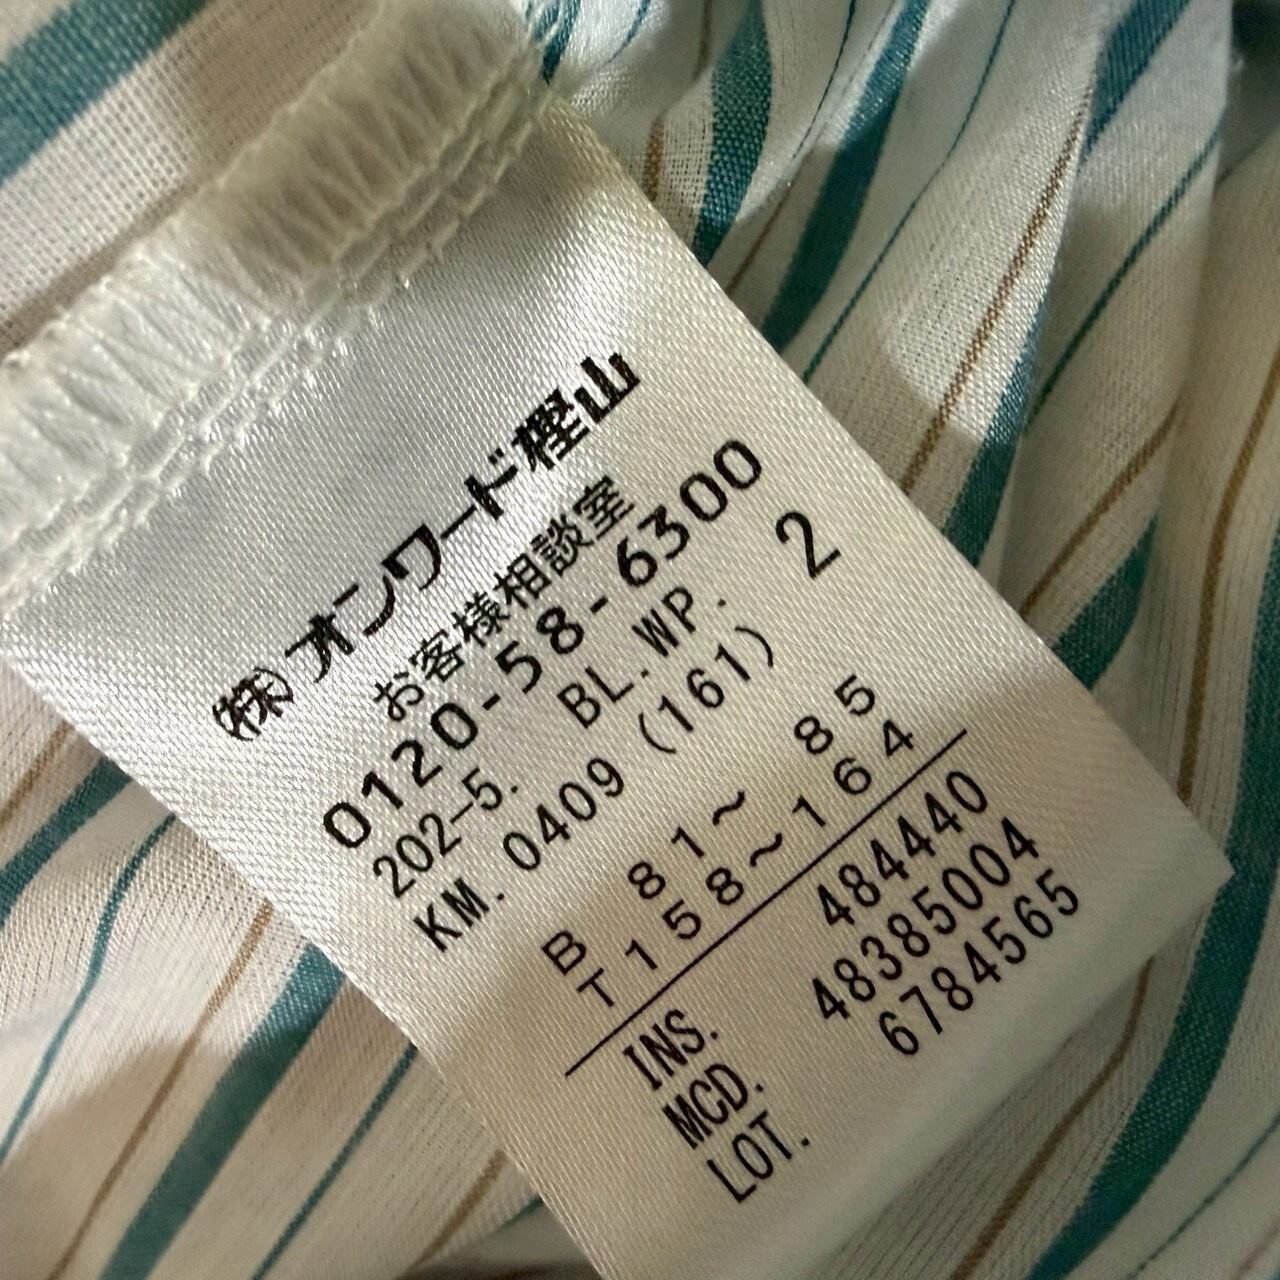 (株)オンワード樫山
お客様相談室
0120-58-6300
202-5. BL.WP. 2
KM. 0409 (161)
B 81~85
T158~164
INS. 484440
MCD. 48385004
LOT. 6784565